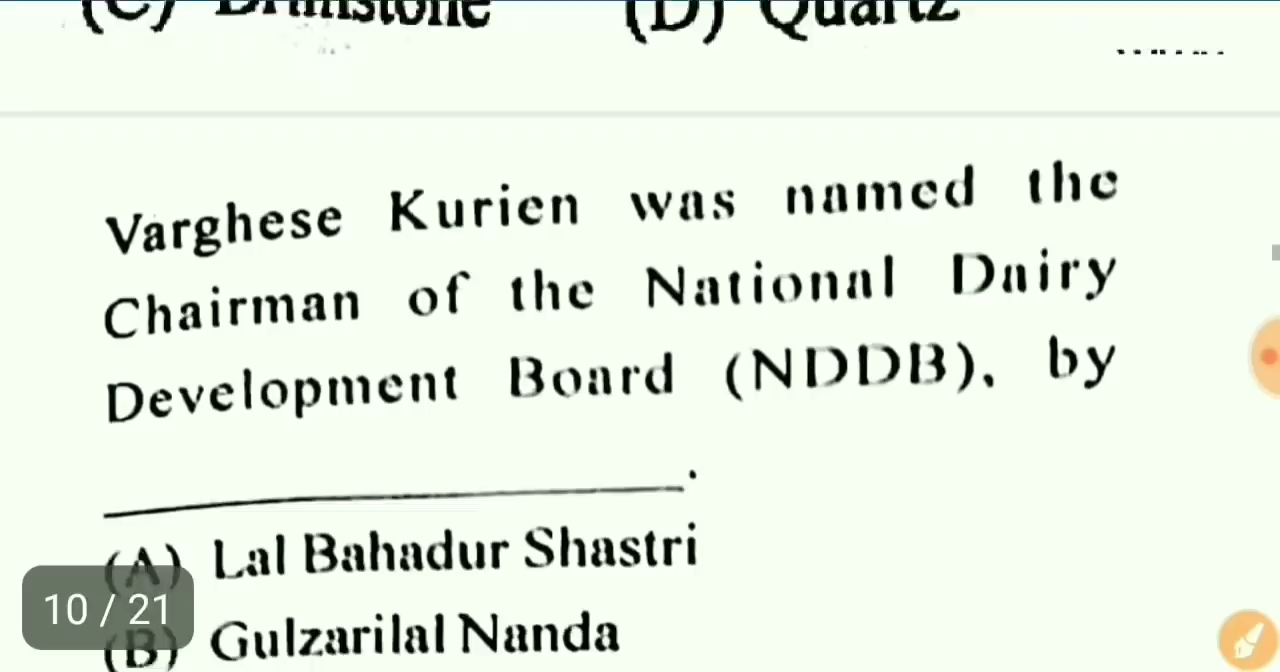 (C) Brimstone (D) Quartz
Varghese Kurien was named the
Chairman of the National Dairy
Development Board (NDDB), by
(A) Lal Bahadur Shastri
10 / 21
(B) Gulzarilal Nanda